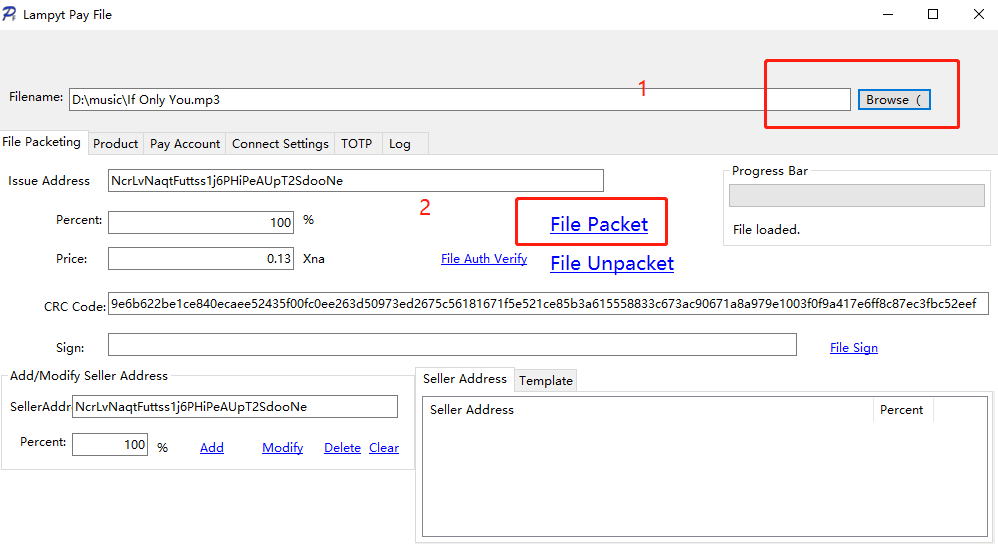 Lampyt Pay File
1
Filename: D:\music\If Only You.mp3 Browse (
File Packeting Product Pay Account Connect Settings TOTP Log
Issue Address NcrLvNaqtFuttss1j6PHiPeAUpT2SdooNe
Progress Bar
2
Percent: 100 % File Packet
File loaded.
Price: 0.13 Xna File Auth Verify File Unpacket
CRC Code: 9e6b622be1ce840ecaee52435f00fc0ee263d50973ed2675c56181671f5e521ce85b3a615558833c673ac90671a8a979e1003f0f9a417e6ff8c87ec3fbc52eef
Sign: File Sign
Add/Modify Seller Address
SellerAddr NcrLvNaqtFuttss1j6PHiPeAUpT2SdooNe
Percent: 100 % Add Modify Delete Clear
Seller Address Template
Seller Address Percent